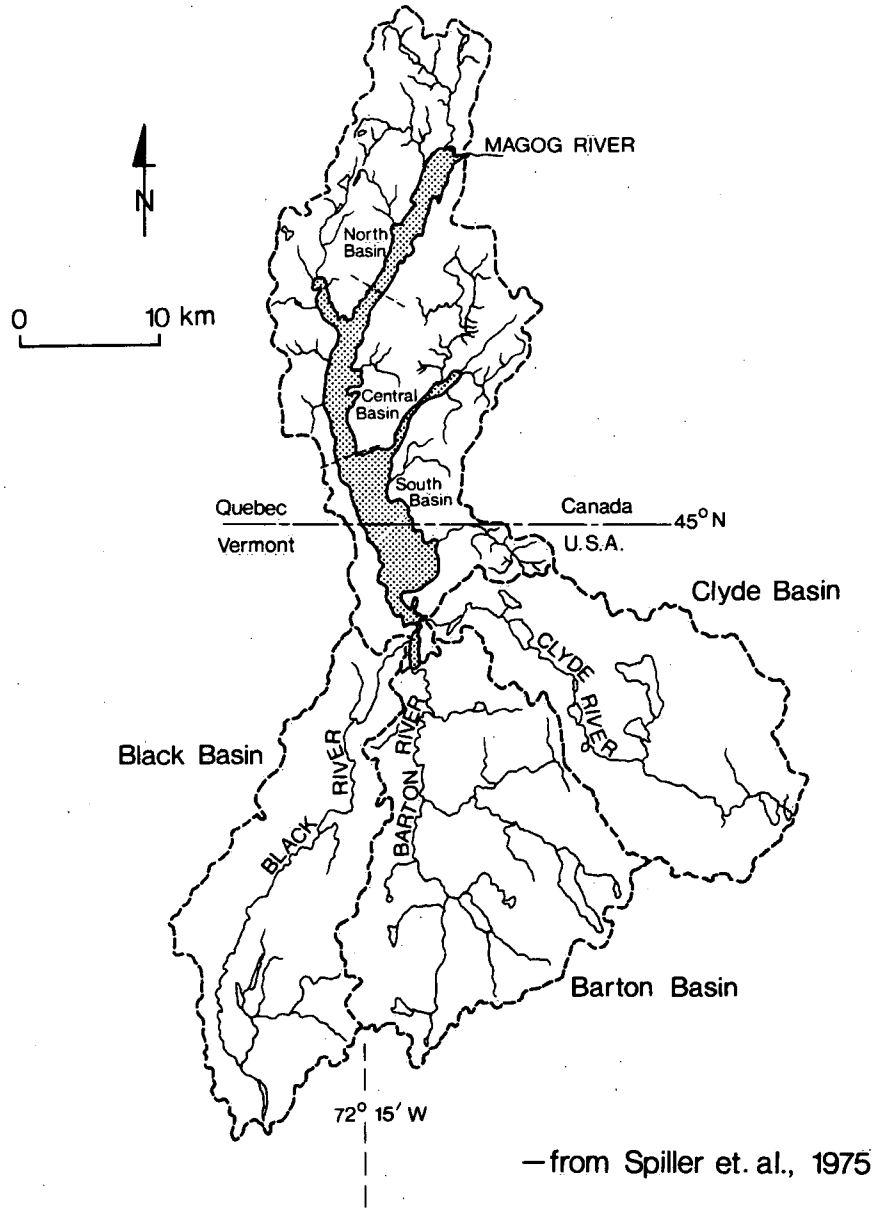 MAGOG RIVER
N
North
Basin
0 10 km
Central
Basin
South
Basin
Quebec Canada 45° N
Vermont U.S.A.
Clyde Basin
CLYDE RIVER
Black Basin
BLACK RIVER
BARTON RIVER
Barton Basin
72° 15' W
—from Spiller et. al., 1975